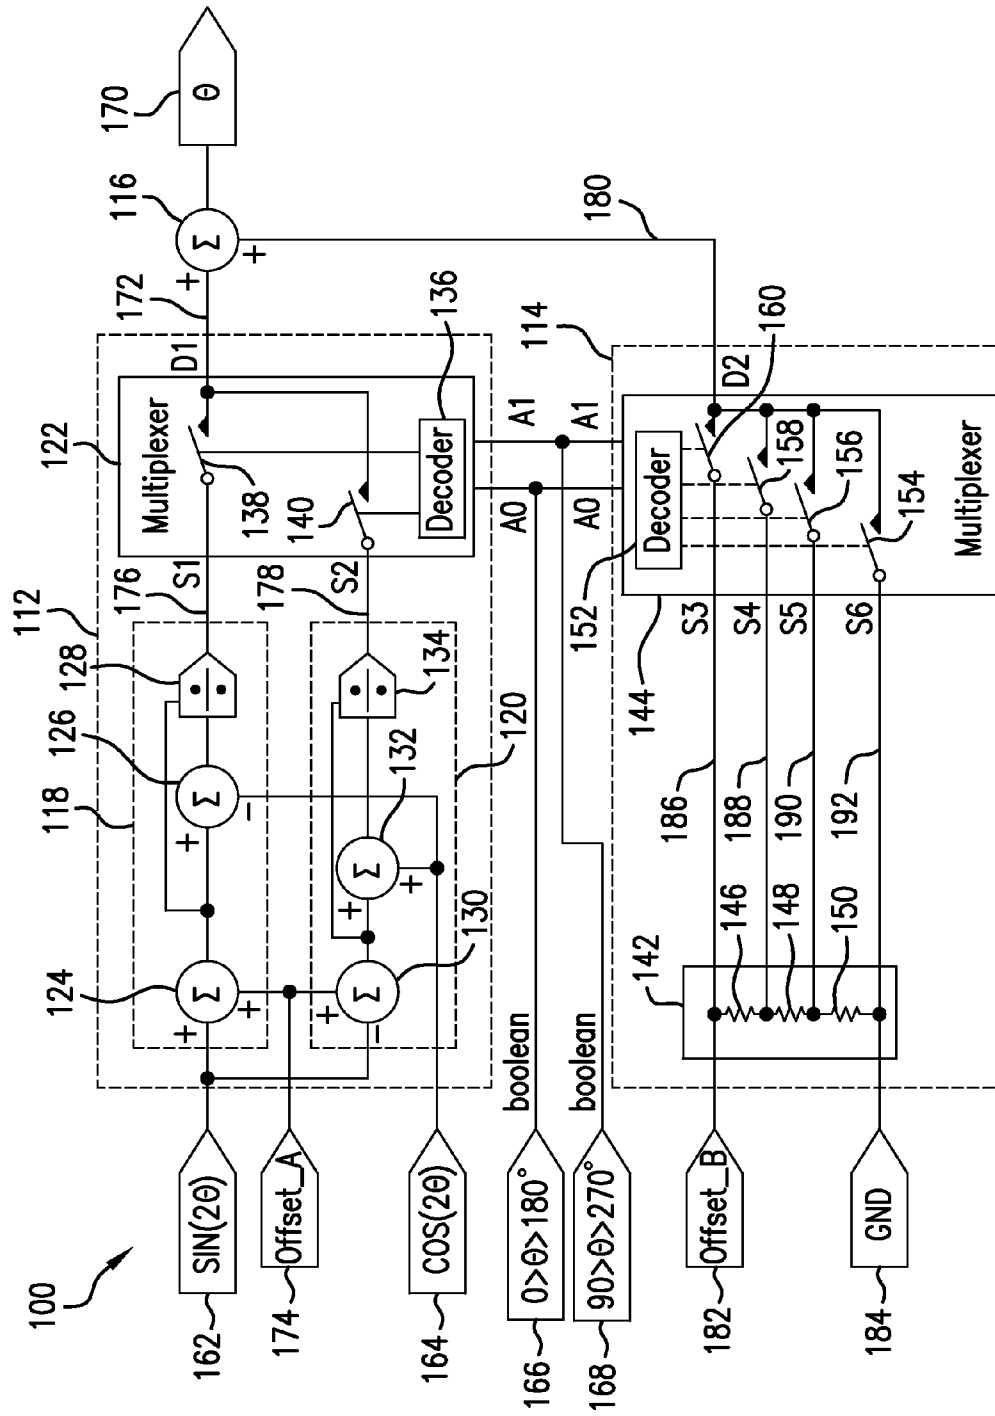 100
162
SIN(2θ)
174
Offset_A
164
COS(2θ)
166
0>θ>180°
boolean
168
90>θ>270°
boolean
182
Offset_B
184
GND
112
118
124
Σ
+
+
126
Σ
+
-
128
176
S1
120
130
Σ
+
-
132
Σ
+
+
134
178
S2
122
Multiplexer
138
140
Decoder
136
D1
172
A0
A1
A0
A1
116
Σ
+
+
170
θ
180
114
142
146
148
150
186
188
190
192
S3
S4
S5
S6
144
152
Decoder
Multiplexer
154
156
158
160
D2